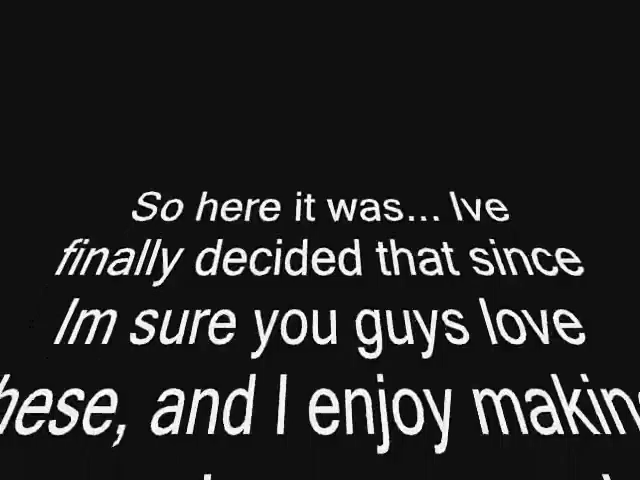 So here it was... Ive
finally decided that since
Im sure you guys love
hese, and I enjoy makin